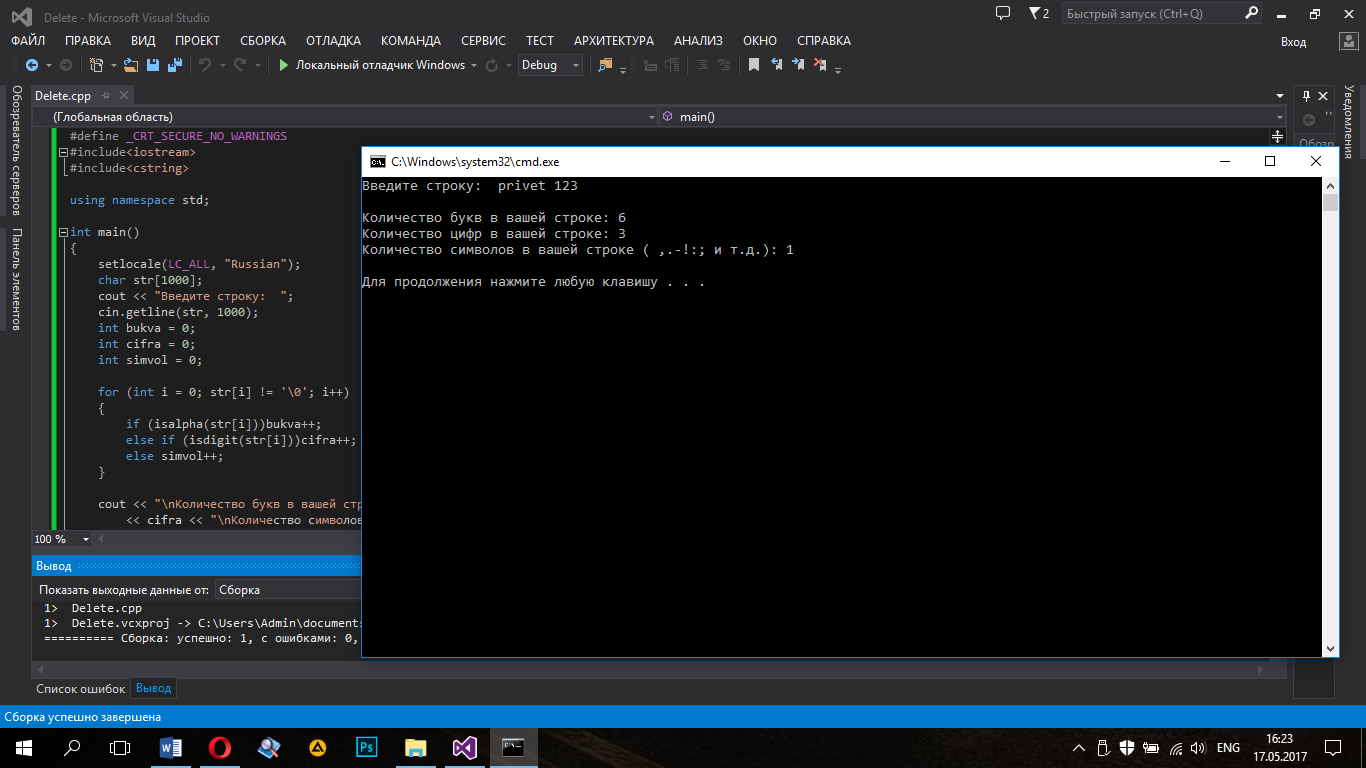 Delete - Microsoft Visual Studio
2
Быстрый запуск (Ctrl+Q)
ФАЙЛ ПРАВКА ВИД ПРОЕКТ СБОРКА ОТЛАДКА КОМАНДА СЕРВИС ТЕСТ АРХИТЕКТУРА АНАЛИЗ ОКНО СПРАВКА
Вход
Локальный отладчик Windows
Debug
Обозреватель серверов
Панель элементов
Delete.cpp
(Глобальная область)
main()
#define _CRT_SECURE_NO_WARNINGS
#include<iostream>
#include<cstring>
using namespace std;
int main()
{
setlocale(LC_ALL, "Russian");
char str[1000];
cout << "Введите строку:  ";
cin.getline(str, 1000);
int bukva = 0;
int cifra = 0;
int simvol = 0;
for (int i = 0; str[i] != '\0'; i++)
{
if (isalpha(str[i]))bukva++;
else if (isdigit(str[i]))cifra++;
else simvol++;
}
cout << "\nКоличество букв в вашей стр
<< cifra << "\nКоличество символов
100 %
C:\Windows\system32\cmd.exe
Введите строку:  privet 123
Количество букв в вашей строке: 6
Количество цифр в вашей строке: 3
Количество символов в вашей строке ( ,.-!:; и т.д.): 1
Для продолжения нажмите любую клавишу . . .
Обозр
Уведомления
Вывод
Показать выходные данные от: Сборка
1>  Delete.cpp
1>  Delete.vcxproj -> C:\Users\Admin\documents
========== Сборка: успешно: 1, с ошибками: 0,
Список ошибок Вывод
Сборка успешно завершена
Ps
ENG
16:23
17.05.2017